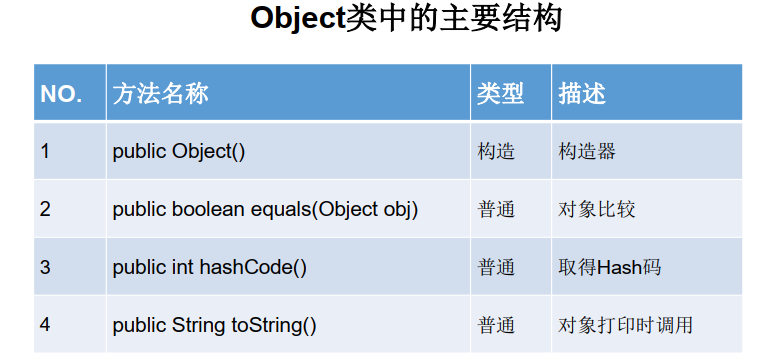 Object类中的主要结构
NO. 方法名称 类型 描述
1 public Object() 构造 构造器
2 public boolean equals(Object obj) 普通 对象比较
3 public int hashCode() 普通 取得Hash码
4 public String toString() 普通 对象打印时调用